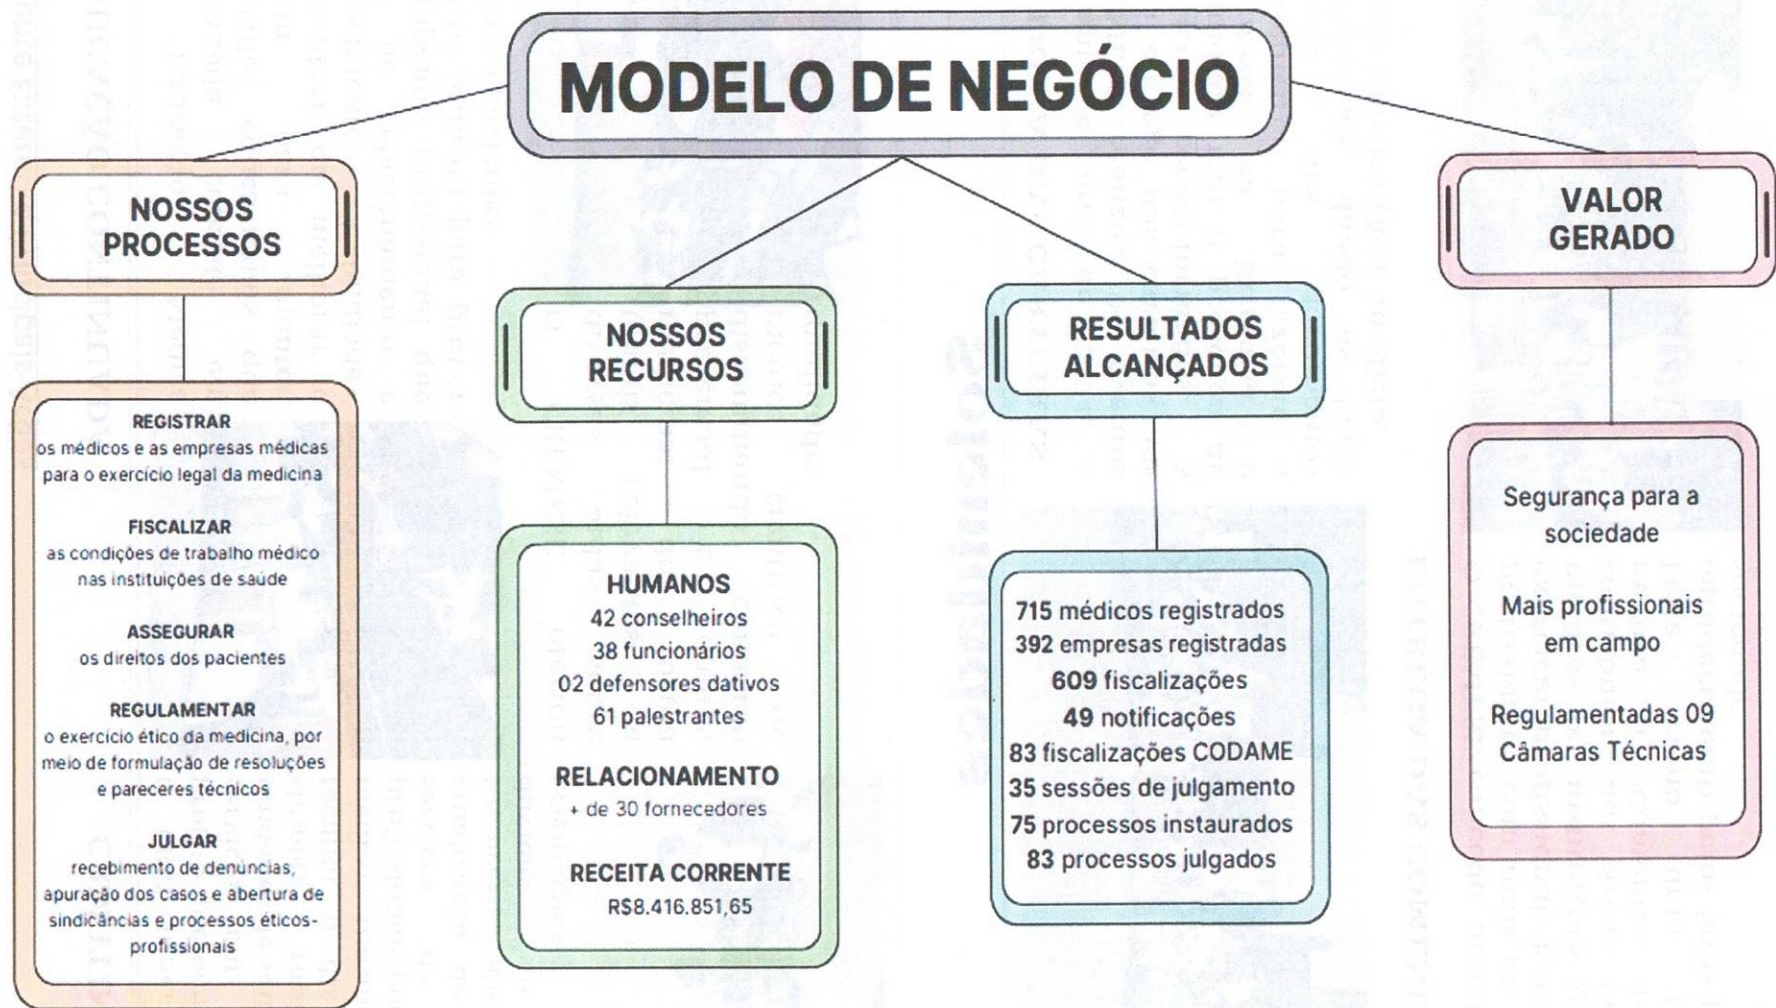 MODELO DE NEGÓCIO
NOSSOS
PROCESSOS
REGISTRAR
os médicos e as empresas médicas
para o exercício legal da medicina
FISCALIZAR
as condições de trabalho médico
nas instituições de saúde
ASSEGURAR
os direitos dos pacientes
REGULAMENTAR
o exercício ético da medicina, por
meio de formulação de resoluções
e pareceres técnicos
JULGAR
recebimento de denúncias,
apuração dos casos e abertura de
sindicâncias e processos éticos-
profissionais
NOSSOS
RECURSOS
HUMANOS
42 conselheiros
38 funcionários
02 defensores dativos
61 palestrantes
RELACIONAMENTO
+ de 30 fornecedores
RECEITA CORRENTE
R$8.416.851,65
RESULTADOS
ALCANÇADOS
715 médicos registrados
392 empresas registradas
609 fiscalizações
49 notificações
83 fiscalizações CODAME
35 sessões de julgamento
75 processos instaurados
83 processos julgados
VALOR
GERADO
Segurança para a
sociedade
Mais profissionais
em campo
Regulamentadas 09
Câmaras Técnicas